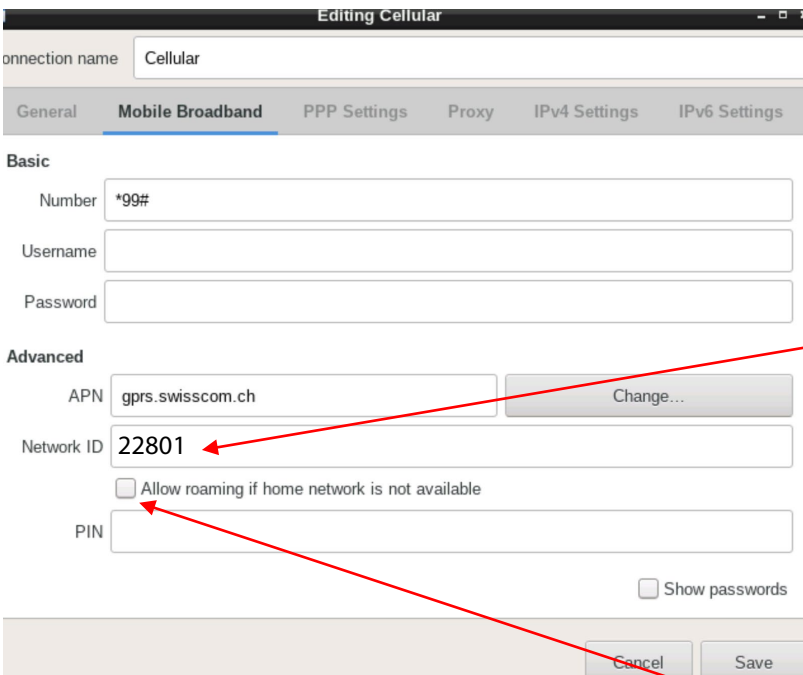 Editing Cellular
onnection name Cellular
General Mobile Broadband PPP Settings Proxy IPv4 Settings IPv6 Settings
Basic
Number *99#
Username
Password
Advanced
APN gprs.swisscom.ch Change...
Network ID 22801
Allow roaming if home network is not available
PIN
Show passwords
Cancel Save